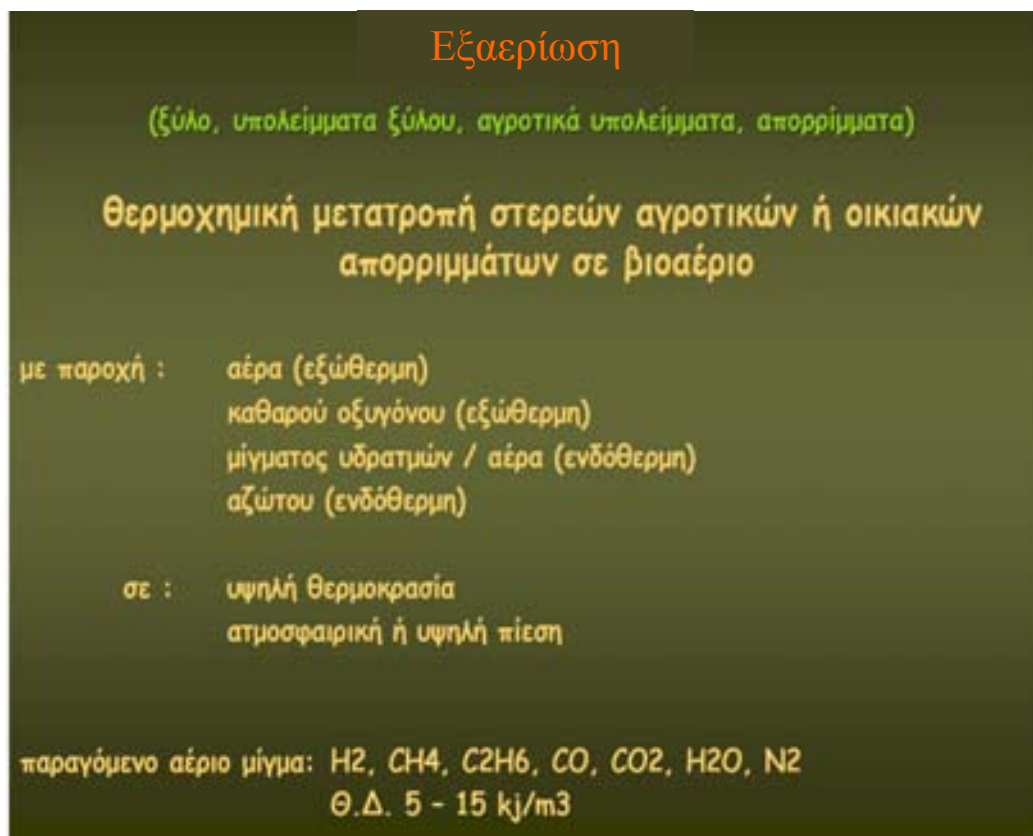 Εξαερίωση
(ξύλο, υπολείμματα ξύλου, αγροτικά υπολείμματα, απορρίμματα)
θερμοχημική μετατροπή στερεών αγροτικών ή οικιακών
απορριμμάτων σε βιοαέριο
με παροχή : αέρα (εξώθερμη)
καθαρού οξυγόνου (εξώθερμη)
μίγματος υδρατμών / αέρα (ενδόθερμη)
αζώτου (ενδόθερμη)
σε : υψηλή θερμοκρασία
ατμοσφαιρική ή υψηλή πίεση
παραγόμενο αέριο μίγμα: H2, CH4, C2H6, CO, CO2, H2O, N2
Θ.Δ. 5 - 15 kj/m3